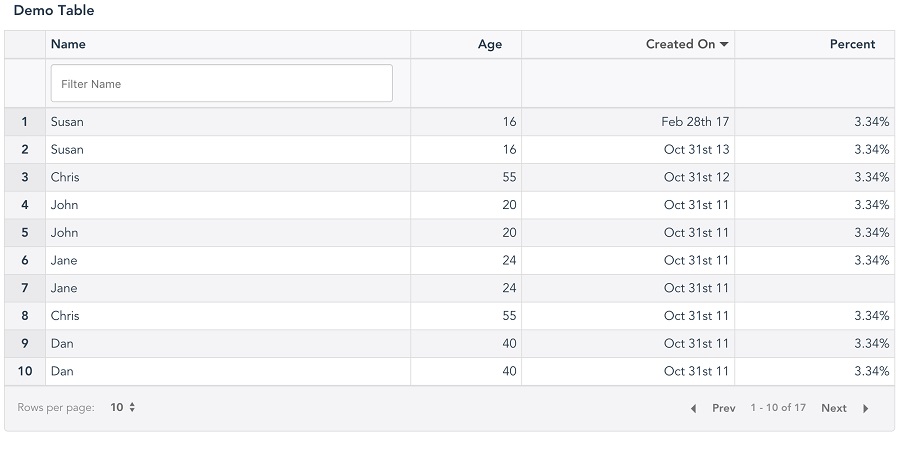 Demo Table
Name Age Created On Percent
Filter Name
1 Susan 16 Feb 28th 17 3.34%
2 Susan 16 Oct 31st 13 3.34%
3 Chris 55 Oct 31st 12 3.34%
4 John 20 Oct 31st 11 3.34%
5 John 20 Oct 31st 11 3.34%
6 Jane 24 Oct 31st 11 3.34%
7 Jane 24 Oct 31st 11
8 Chris 55 Oct 31st 11 3.34%
9 Dan 40 Oct 31st 11 3.34%
10 Dan 40 Oct 31st 11 3.34%
Rows per page: 10 Prev 1 - 10 of 17 Next